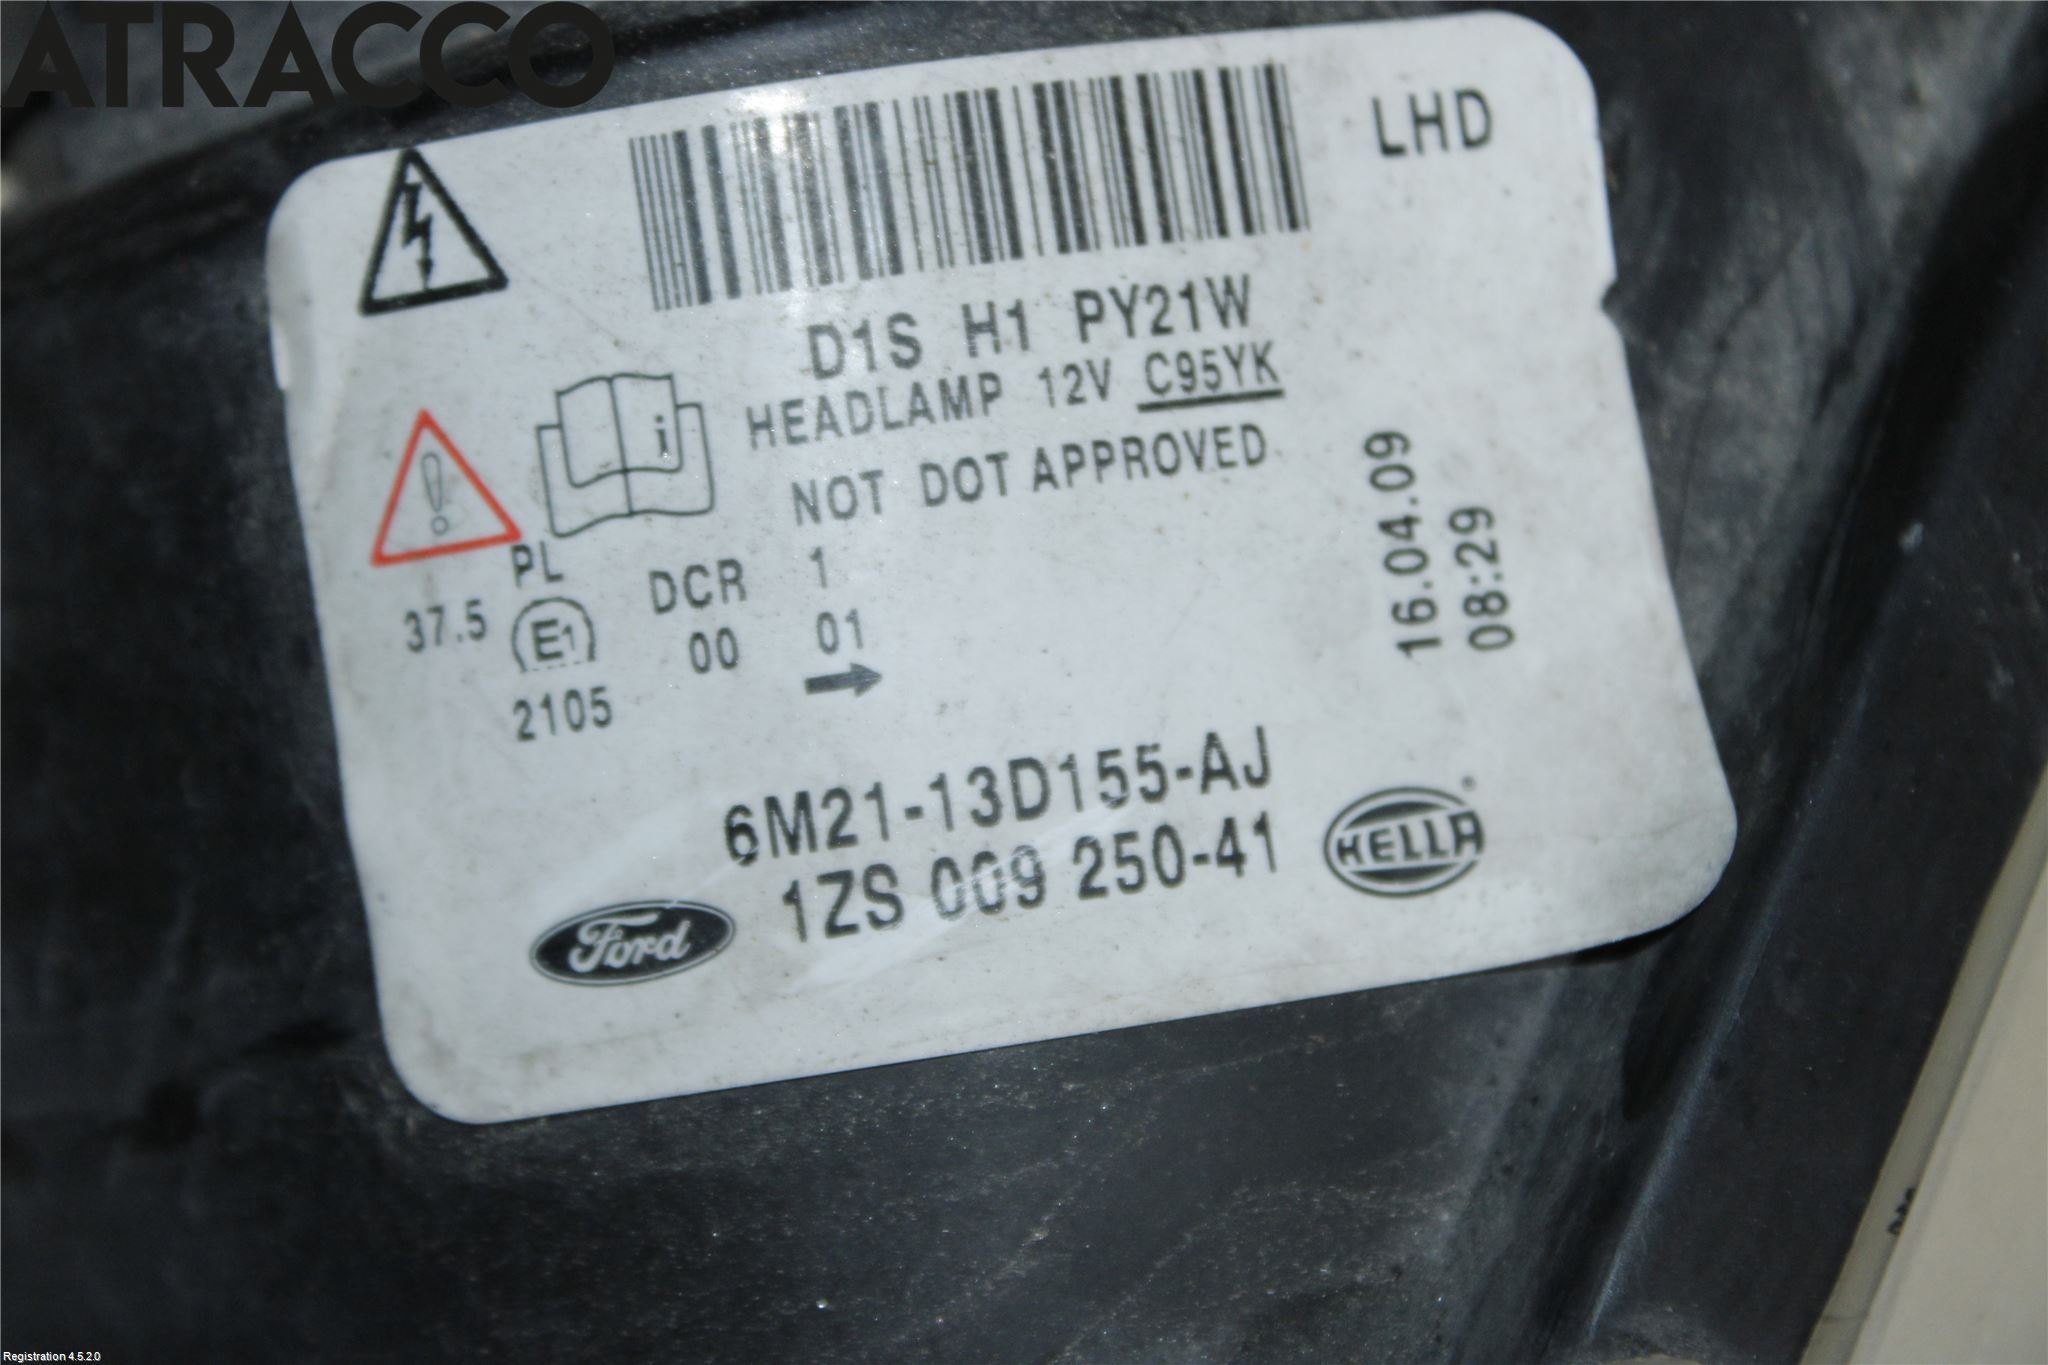 ATRACCO
LHD
D1S H1 PY21W
HEADLAMP 12V C95YK
NOT DOT APPROVED
i
PL DCR 1
37.5 E1 00 01
2105
16.04.09
08:29
6M21-13D155-AJ
1ZS 009 250-41
Ford
HELLA
Registration 4.5.2.0